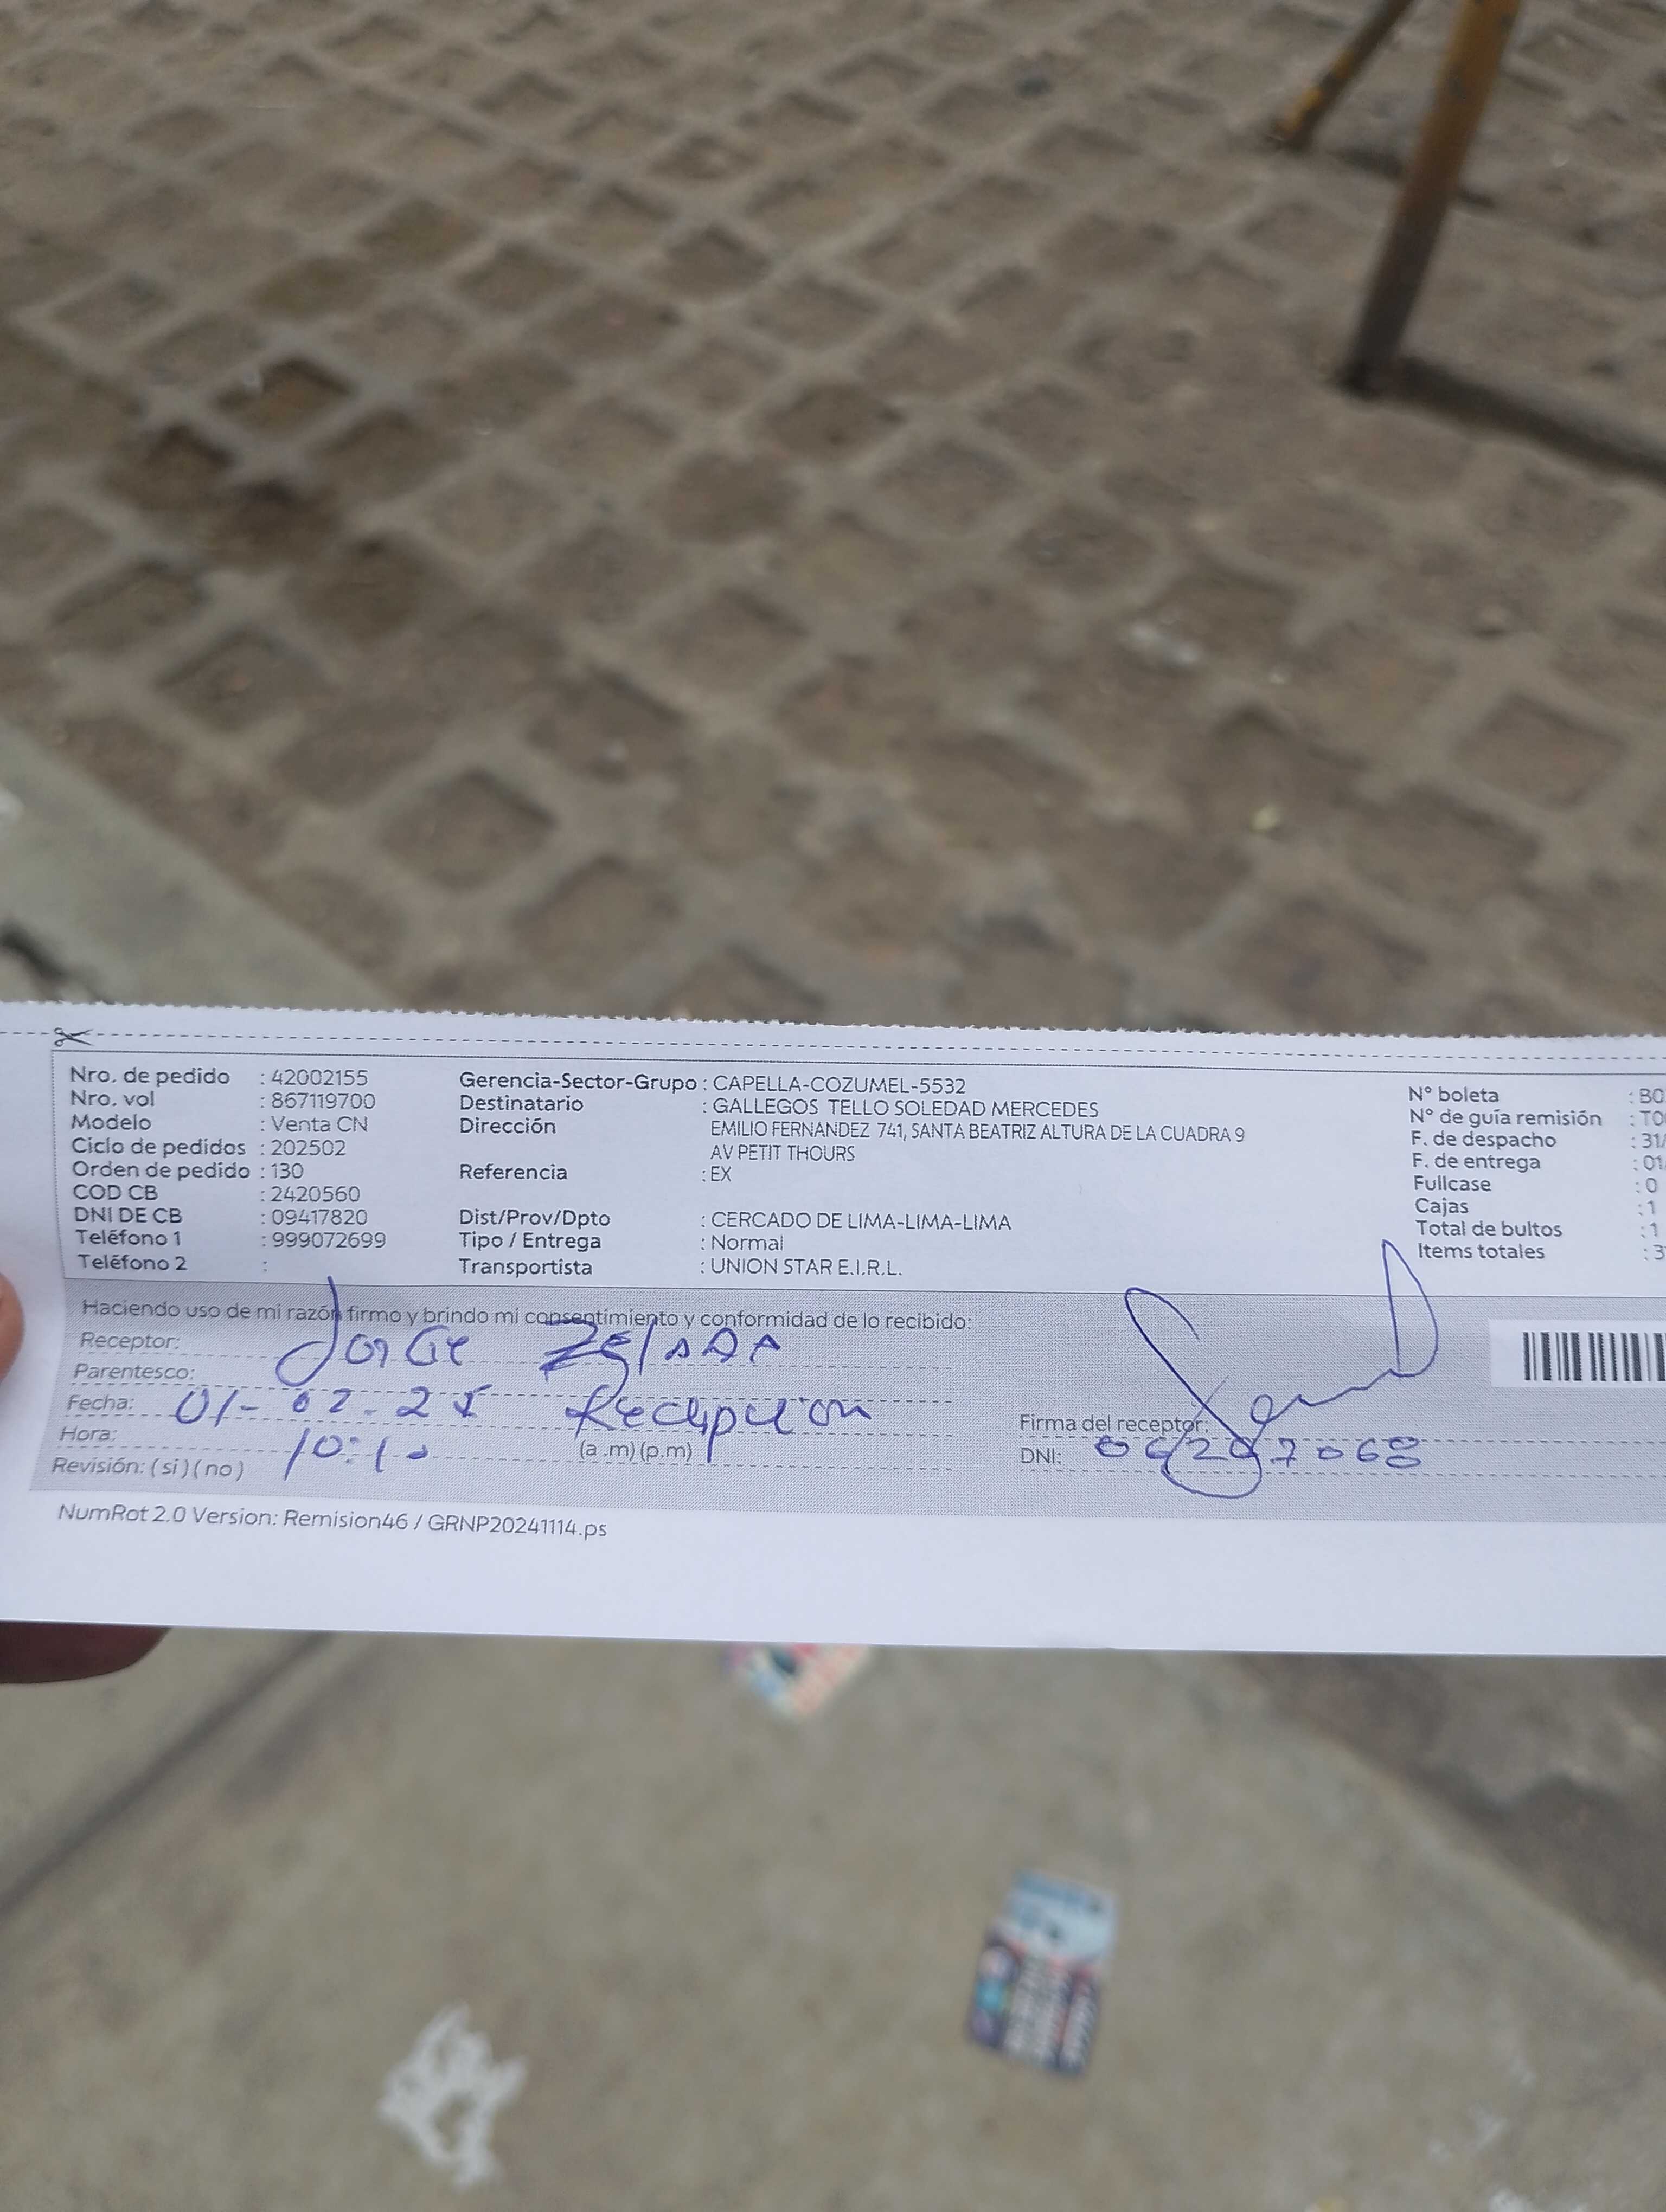 Nro. de pedido : 42002155
Nro. vol : 867119700
Modelo : Venta CN
Ciclo de pedidos : 202502
Orden de pedido : 130
COD CB : 2420560
DNI DE CB : 09417820
Teléfono 1 : 999072699
Teléfono 2 :
Gerencia-Sector-Grupo : CAPELLA-COZUMEL-5532
Destinatario : GALLEGOS TELLO SOLEDAD MERCEDES
Dirección EMILIO FERNANDEZ 741, SANTA BEATRIZ ALTURA DE LA CUADRA 9
AV PETIT THOURS
Referencia : EX
Dist/Prov/Dpto : CERCADO DE LIMA-LIMA-LIMA
Tipo / Entrega : Normal
Transportista : UNION STAR E.I.R.L.
N° boleta : B0
N° de guía remisión : T0
F. de despacho : 31/
F. de entrega : 01
Fullcase : 0
Cajas : 1
Total de bultos : 1
Items totales : 3
Haciendo uso de mi razón firmo y brindo mi consentimiento y conformidad de lo recibido:
Receptor: Jorge Zelada
Parentesco:
Fecha: 01-02-25 Recepcion
Hora: 10:10 (a .m) (p.m)
Revisión: ( si ) ( no )
Firma del receptor:
DNI: 06297068
NumRot 2.0 Version: Remision46 / GRNP20241114.ps